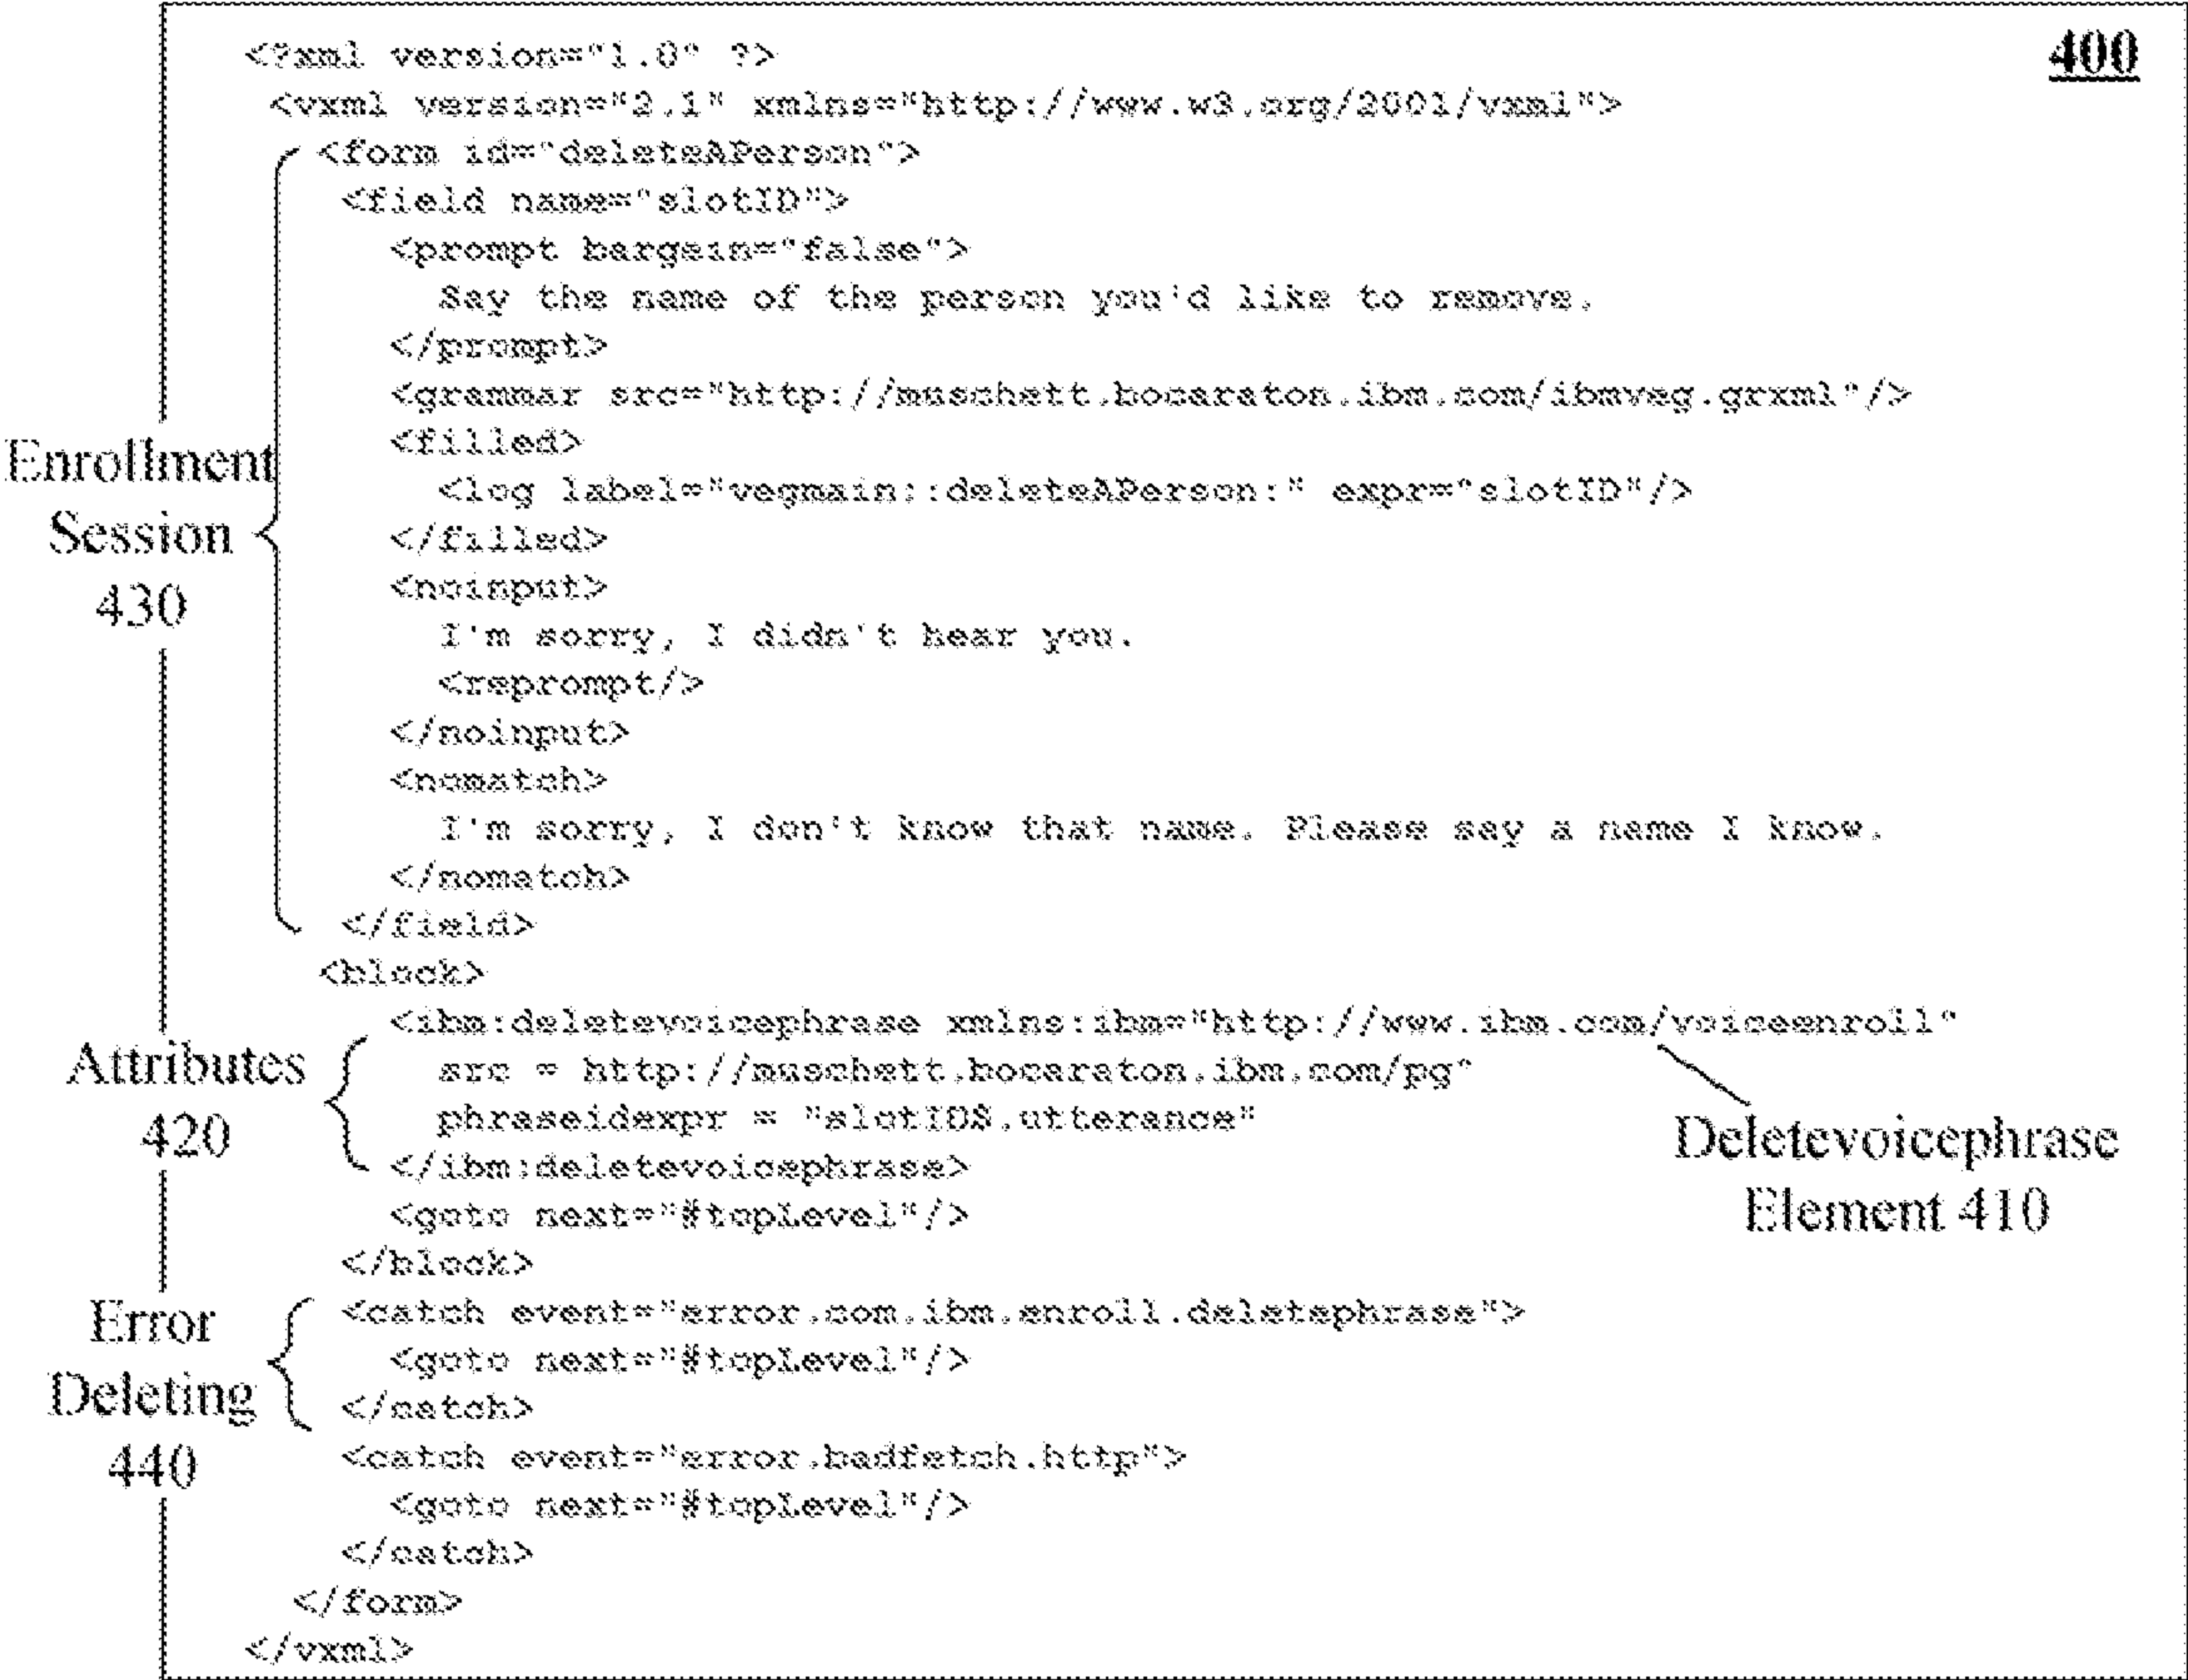 400
<?xml version="1.0" ?>
<vxml version="2.1" xmlns="http://www.w3.org/2001/vxml">
<form id="deleteAPerson">
<field name="slotID">
<prompt bargein="false">
Say the name of the person you'd like to remove.
</prompt>
<grammar src="http://muschett.bocaraton.ibm.com/ibmveg.grxml"/>
<filled>
<log label="vegmain::deleteAPerson:" expr="slotID"/>
</filled>
<noinput>
I'm sorry, I didn't hear you.
<reprompt/>
</noinput>
<nomatch>
I'm sorry, I don't know that name. Please say a name I know.
</nomatch>
</field>
<block>
<ibm:deletevoicephrase xmlns:ibm="http://www.ibm.com/voiceenroll"
src = http://muschett.bocaraton.ibm.com/pg"
phraseidexpr = "slotID$.utterance"
</ibm:deletevoicephrase>
<goto next="#topLevel"/>
</block>
<catch event="error.com.ibm.enroll.deletephrase">
<goto next="#topLevel"/>
</catch>
<catch event="error.badfetch.http">
<goto next="#topLevel"/>
</catch>
</form>
</vxml>
Enrollment
Session
430
Attributes
420
Deletevoicephrase
Element 410
Error
Deleting
440